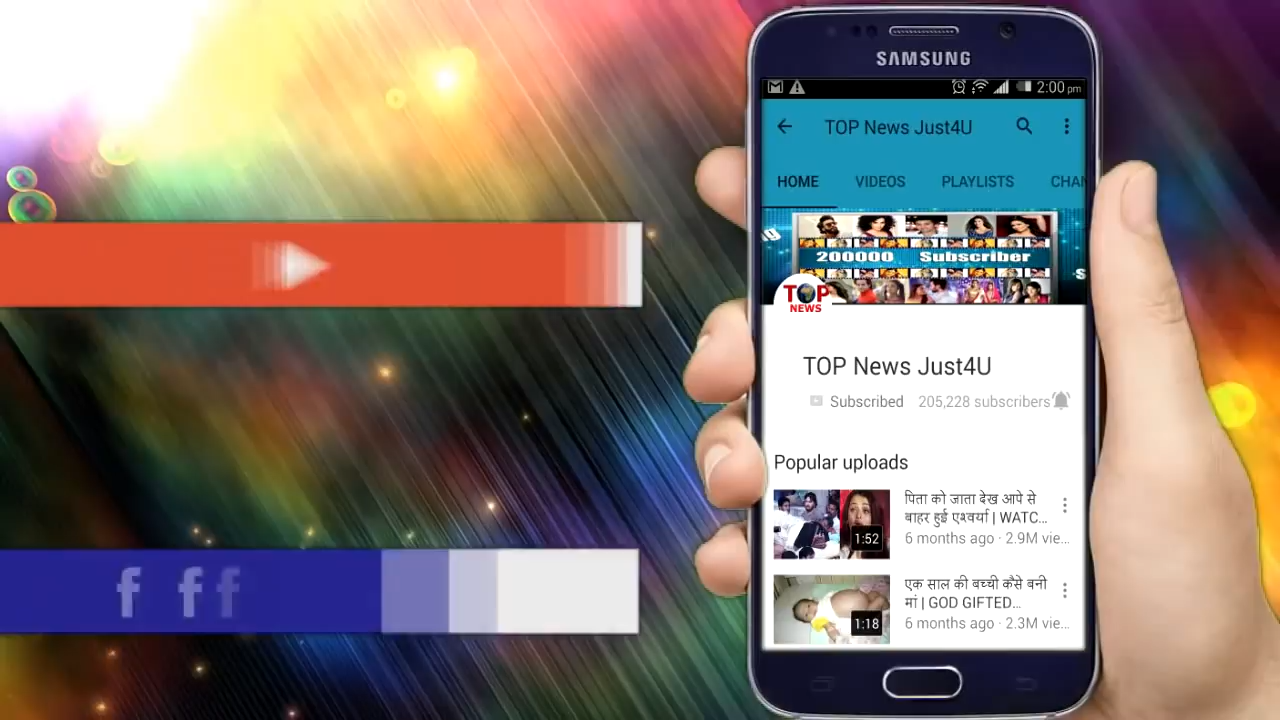 SAMSUNG
2:00 pm
TOP News Just4U
HOME VIDEOS PLAYLISTS CHAN
200000 Subscriber
TOP
NEWS
TOP News Just4U
Subscribed 205,228 subscribers
Popular uploads
पिता को जाता देख आपे से
बाहर हुई एश्वर्या | WATC...
6 months ago · 2.9M vie...
1:52
एक साल की बच्ची कैसे बनी
मां | GOD GIFTED...
6 months ago · 2.3M vie...
1:18
f f f